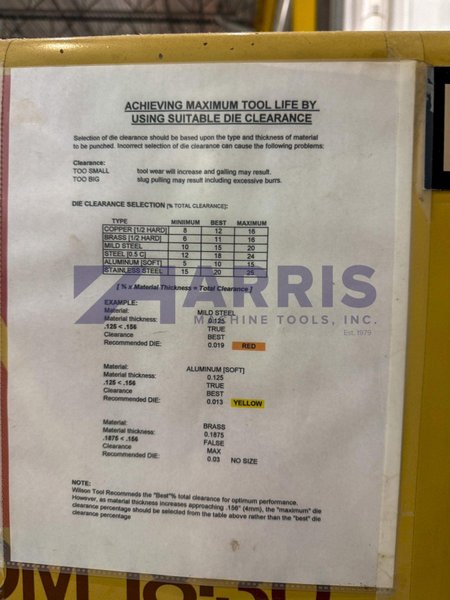 ACHIEVING MAXIMUM TOOL LIFE BY
USING SUITABLE DIE CLEARANCE
Selection of die clearance should be based upon the type and thickness of material
to be punched. Incorrect selection of die clearance can cause the following problems:
Clearance:
TOO SMALL tool wear will increase and galling may result.
TOO BIG slug pulling may result including excessive burrs.
DIE CLEARANCE SELECTION [% TOTAL CLEARANCE]:
TYPE MINIIMUM BEST MAXIMUM
COPPER [1/2 HARD] 8 12 16
BRASS [1/2 HARD] 6 11 16
MILD STEEL 10 15 20
STEEL [0.5 C] 12 18 24
ALUMINUM [SOFT] 5 10 15
STAINLESS STEEL 15 20 25
[ % x Material Thickness = Total Clearance ]
HARRIS
MACHINE TOOLS, INC.
Est. 1979
EXAMPLE:
Material: MILD STEEL
Material thickness: 0.125
.125 < .156 TRUE
Clearance BEST
Recommended DIE: 0.019 RED
Material: ALUMINUM [SOFT]
Material thickness: 0.125
.125 < .156 TRUE
Clearance BEST
Recommended DIE: 0.013 YELLOW
Material: BRASS
Material thickness: 0.1875
.1875 < .156 FALSE
Clearance MAX
Recommended DIE: 0.03 NO SIZE
NOTE:
Wilson Tool Recommeds the "Best"% total clearance for optimum performance.
However, as material thickness increases approaching .156" (4mm), the "maximum" die
clearance percentage should be selected from the table above rather than the "best" die
clearance percentage